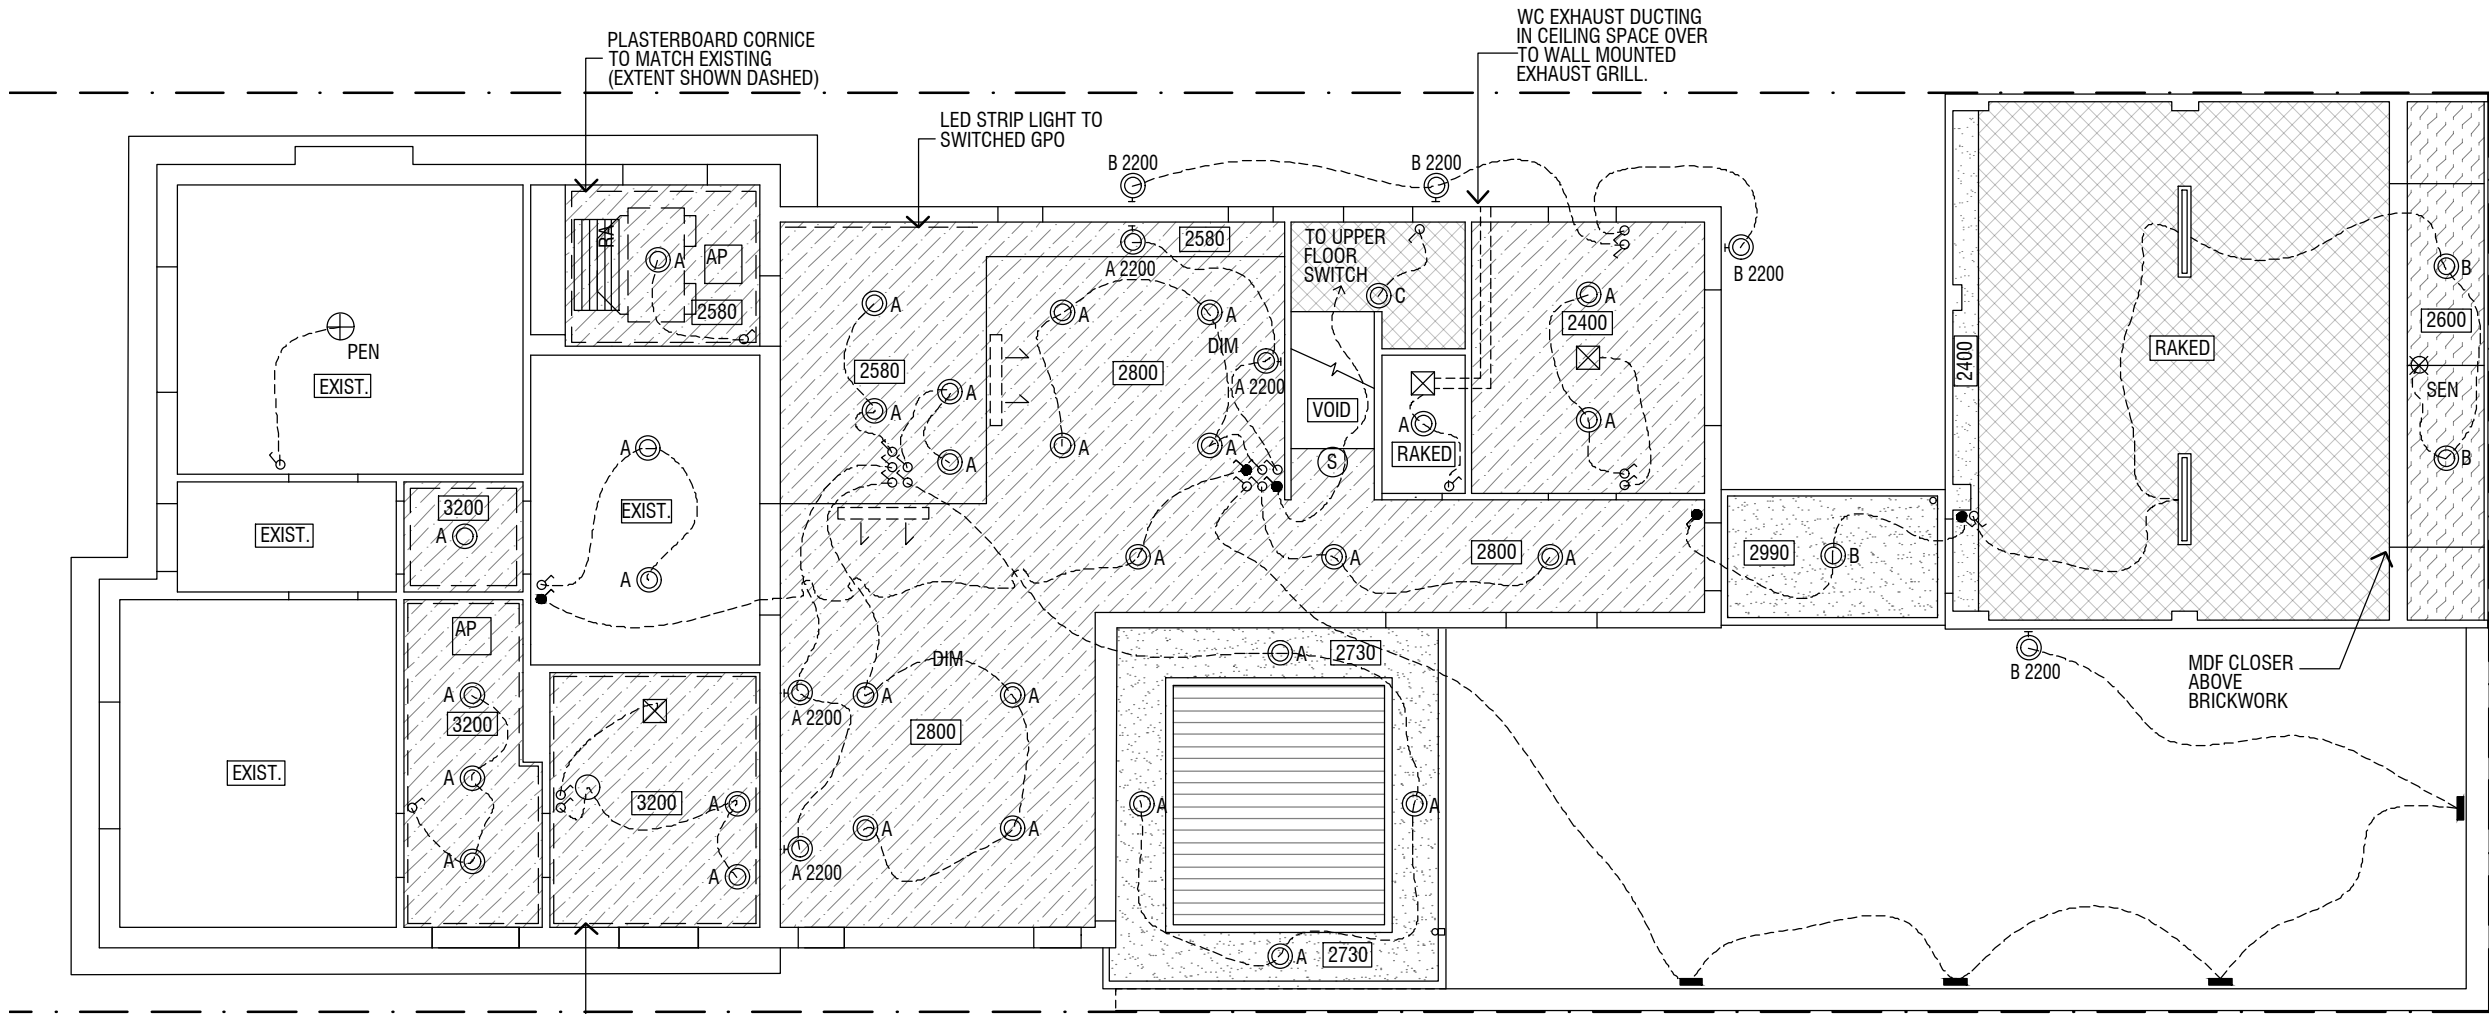 WC EXHAUST DUCTING
IN CEILING SPACE OVER
TO WALL MOUNTED
EXHAUST GRILL.
PLASTERBOARD CORNICE
TO MATCH EXISTING
(EXTENT SHOWN DASHED)
LED STRIP LIGHT TO
SWITCHED GPO
B 2200
B 2200
B 2200
RA
A
AP
2580
2580
A 2200
TO UPPER
FLOOR
SWITCH
C
A
2400
A
A
A
A
DIM
2580
2800
A
A
A 2200
A
A
A
A
VOID
S
A
RAKED
A
PEN
EXIST.
A
EXIST.
A
3200
A
EXIST.
A
A
A
2800
2990
B
2400
RAKED
B
2600
SEN
B
AP
A
3200
A
A
EXIST.
3200
A
A
DIM
A
A
A 2200
2800
A
A
A 2200
A
2730
A
A
A
2730
B 2200
MDF CLOSER
ABOVE
BRICKWORK